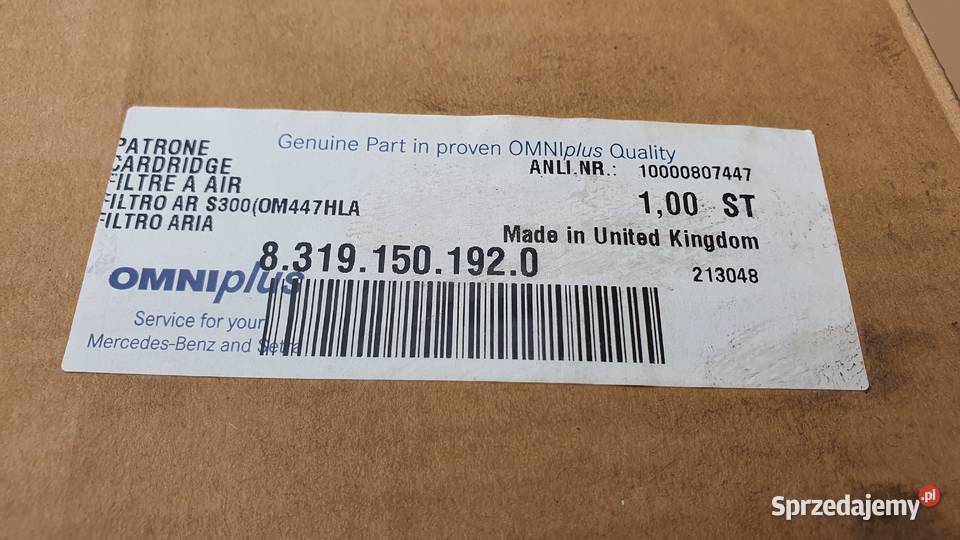 Genuine Part in proven OMNIplus Quality
PATRONE
CARDRIDGE
FILTRE A AIR
FILTRO AR S300(OM447HLA
FILTRO ARIA
ANLI.NR.: 10000807447
1,00 ST
Made in United Kingdom
8.319.150.192.0
213048
OMNIplus
Service for your
Mercedes-Benz and Setra
Sprzedajemy.pl